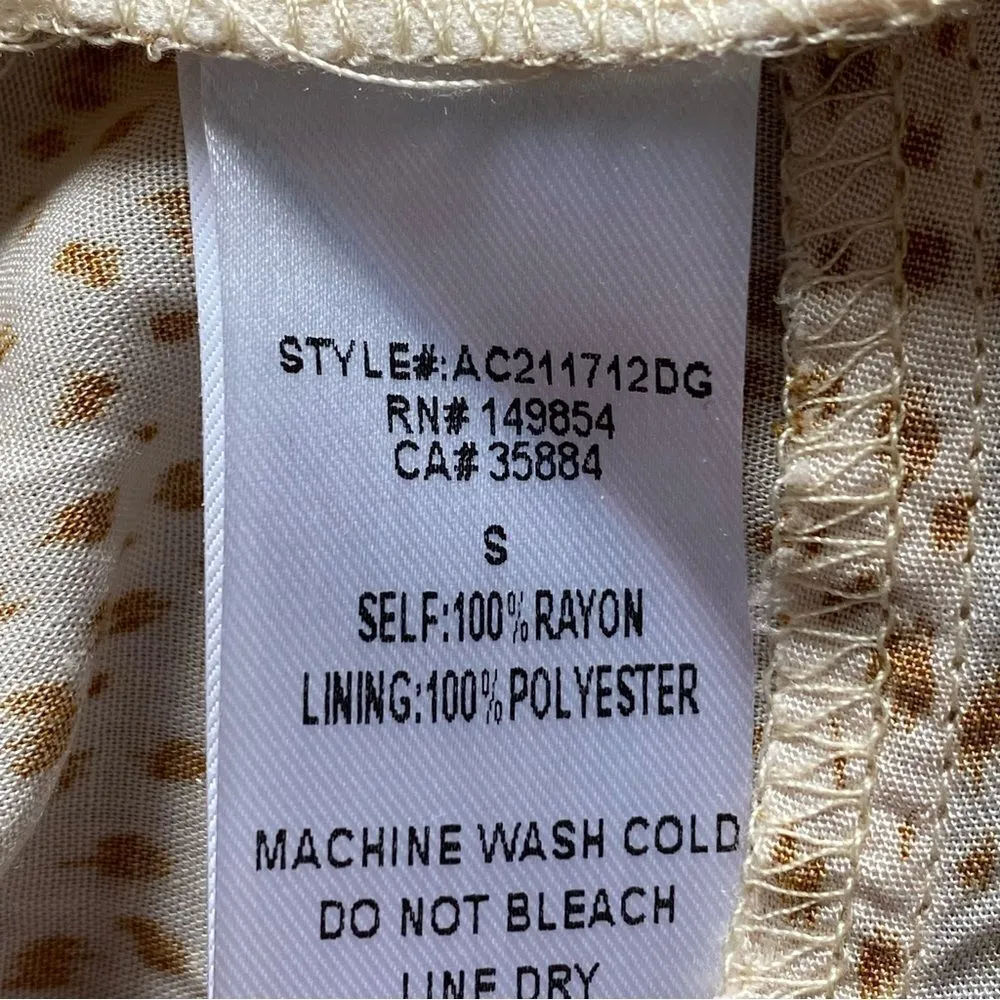 STYLE#:AC211712DG
RN# 149854
CA# 35884
S
SELF:100%RAYON
LINING:100%POLYESTER
MACHINE WASH COLD
DO NOT BLEACH
LINE DRY